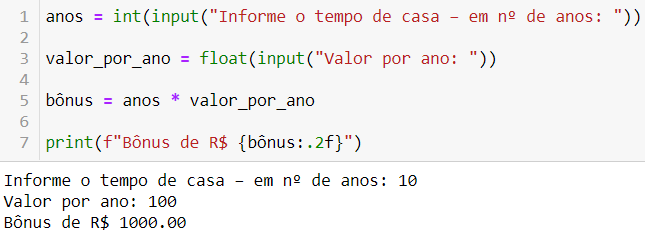 1 anos = int(input("Informe o tempo de casa – em nº de anos: "))
2
3 valor_por_ano = float(input("Valor por ano: "))
4
5 bônus = anos * valor_por_ano
6
7 print(f"Bônus de R$ {bônus:.2f}")
Informe o tempo de casa – em nº de anos: 10
Valor por ano: 100
Bônus de R$ 1000.00